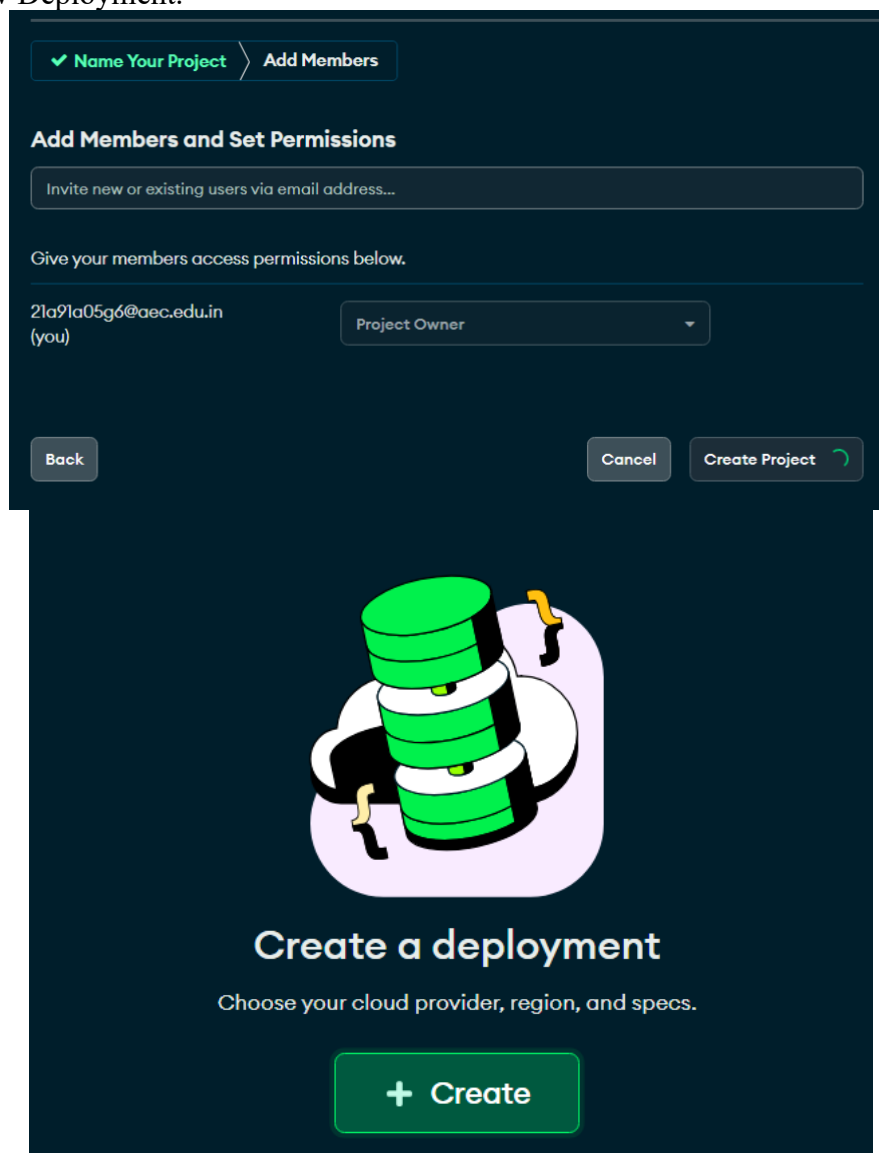 Deployment.
Name Your Project
Add Members
Add Members and Set Permissions
Invite new or existing users via email address...
Give your members access permissions below.
21a91a05g6@aec.edu.in
(you)
Project Owner
Back
Cancel
Create Project
Create a deployment
Choose your cloud provider, region, and specs.
+ Create